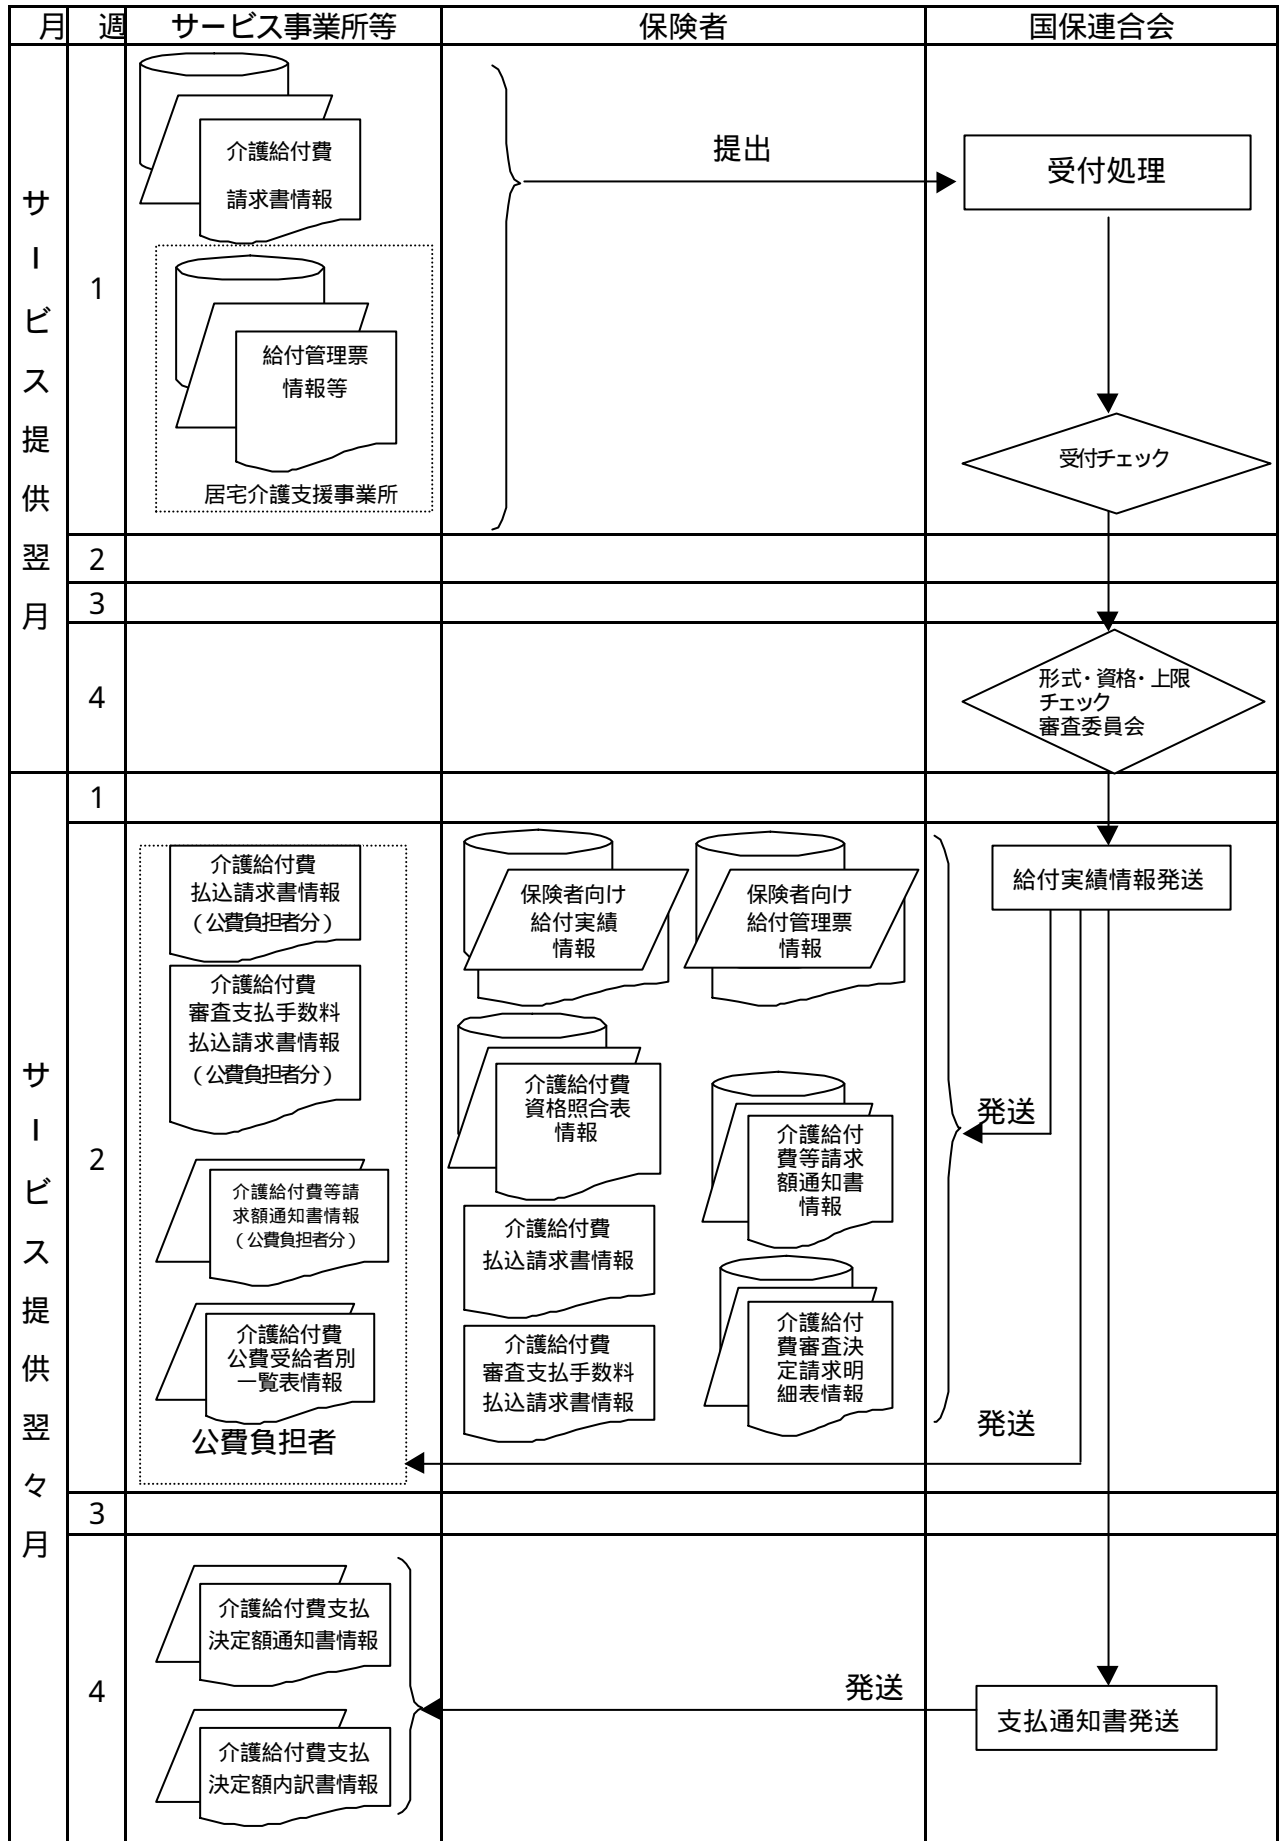 月 週 サービス事業所等 保険者 国保連合会
サービス提供翌月
1
介護給付費
請求書情報
給付管理票
情報等
居宅介護支援事業所
提出
受付処理
受付チェック
2
3
4
形式・資格・上限
チェック
審査委員会
サービス提供翌々月
1
2
介護給付費
払込請求書情報
（公費負担者分）
介護給付費
審査支払手数料
払込請求書情報
（公費負担者分）
介護給付費等請
求額通知書情報
（公費負担者分）
介護給付費
公費受給者別
一覧表情報
公費負担者
保険者向け
給付実績
情報
保険者向け
給付管理票
情報
介護給付費
資格照合表
情報
介護給付
費等請求
額通知書
情報
介護給付費
払込請求書情報
介護給付費
審査支払手数料
払込請求書情報
介護給付
費審査決
定請求明
細表情報
給付実績情報発送
発送
発送
3
4
介護給付費支払
決定額通知書情報
介護給付費支払
決定額内訳書情報
発送
支払通知書発送